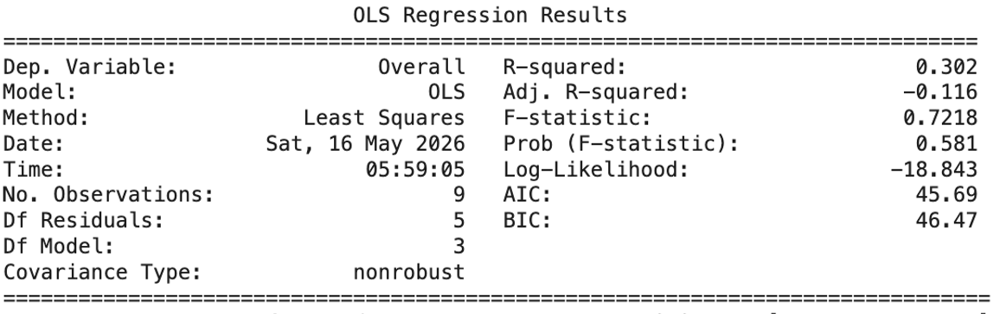 OLS Regression Results
==============================================================================
Dep. Variable: Overall R-squared: 0.302
Model: OLS Adj. R-squared: -0.116
Method: Least Squares F-statistic: 0.7218
Date: Sat, 16 May 2026 Prob (F-statistic): 0.581
Time: 05:59:05 Log-Likelihood: -18.843
No. Observations: 9 AIC: 45.69
Df Residuals: 5 BIC: 46.47
Df Model: 3
Covariance Type: nonrobust
==============================================================================